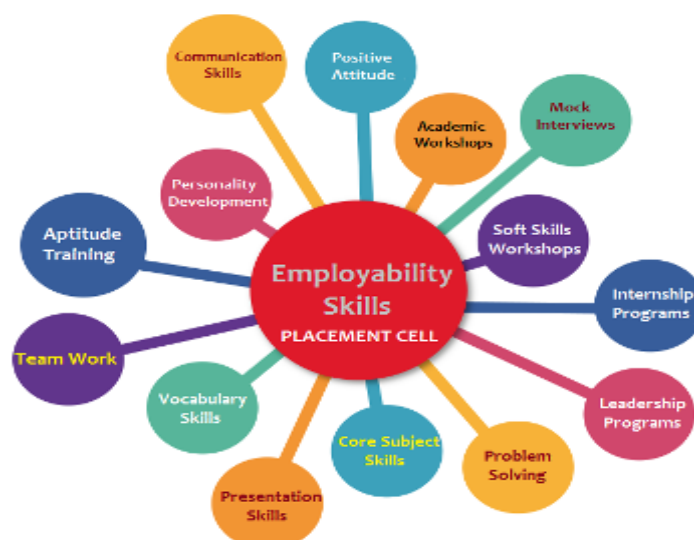 Communication
Skills
Positive
Attitude
Academic
Workshops
Mock
Interviews
Personality
Development
Soft Skills
Workshops
Aptitude
Training
Employability
Skills
PLACEMENT CELL
Internship
Programs
Team Work
Vocabulary
Skills
Core Subject
Skills
Problem
Solving
Leadership
Programs
Presentation
Skills